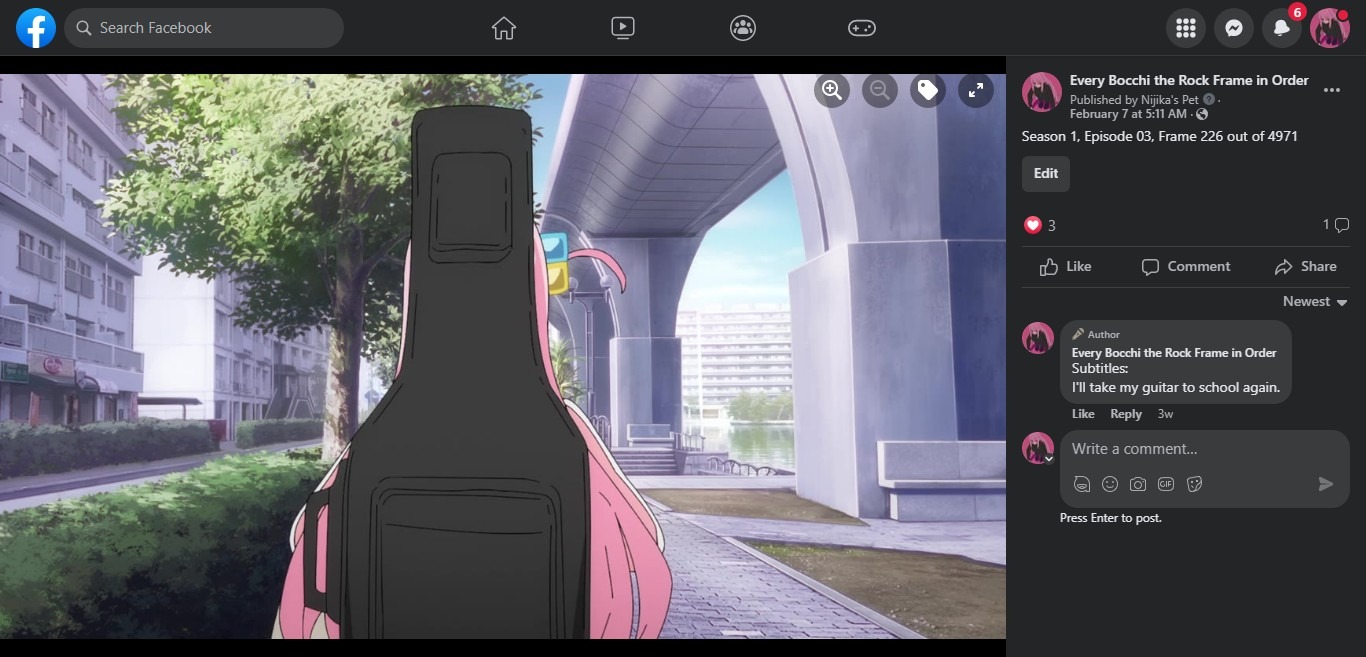 Search Facebook
6
Every Bocchi the Rock Frame in Order
Published by Nijika's Pet ·
February 7 at 5:11 AM ·
Season 1, Episode 03, Frame 226 out of 4971
Edit
3
1
Like
Comment
Share
Newest
Author
Every Bocchi the Rock Frame in Order
Subtitles:
I'll take my guitar to school again.
Like Reply 3w
Write a comment…
GIF
Press Enter to post.